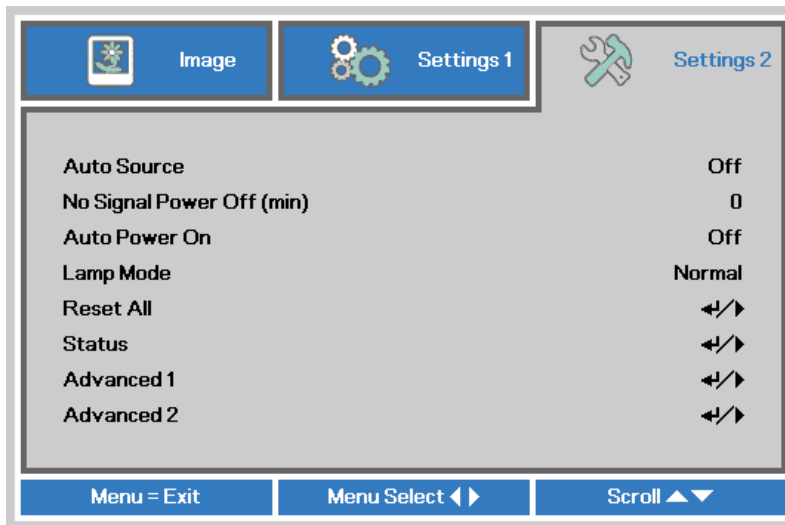 Image Settings 1 Settings 2
Auto Source Off
No Signal Power Off (min) 0
Auto Power On Off
Lamp Mode Normal
Reset All ↵/▶
Status ↵/▶
Advanced 1 ↵/▶
Advanced 2 ↵/▶
Menu = Exit Menu Select ◀▶ Scroll ▲▼